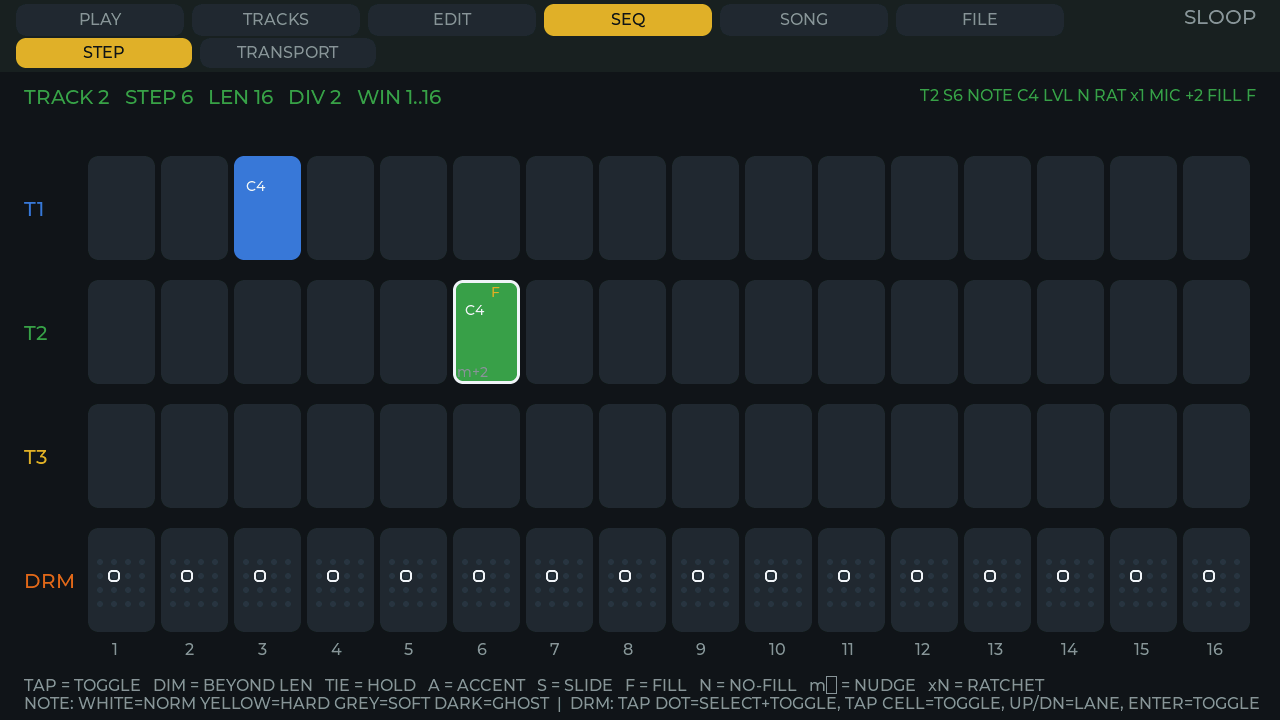 PLAY TRACKS EDIT SEQ SONG FILE SLOOP
STEP TRANSPORT
TRACK 2 STEP 6 LEN 16 DIV 2 WIN 1..16 T2 S6 NOTE C4 LVL N RAT x1 MIC +2 FILL F
T1 C4
T2 F C4 m+2
T3
DRM
1 2 3 4 5 6 7 8 9 10 11 12 13 14 15 16
TAP = TOGGLE DIM = BEYOND LEN TIE = HOLD A = ACCENT S = SLIDE F = FILL N = NO-FILL m□ = NUDGE xN = RATCHET
NOTE: WHITE=NORM YELLOW=HARD GREY=SOFT DARK=GHOST | DRM: TAP DOT=SELECT+TOGGLE, TAP CELL=TOGGLE, UP/DN=LANE, ENTER=TOGGLE